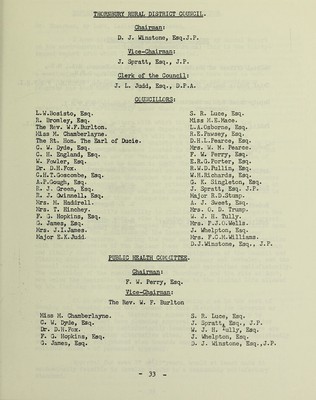 THORNBURY RURAL DISTRICT COUNCIL.
Chairman:
D. J. Winstone, Esq.J.P.
Vice-Chairman:
J. Spratt, Esq., J.P.
Clerk of the Council:
J. L. Judd, Esq., D.P.A.
COUNCILLORS:
L.W.Bosisto, Esq.
R. Bromley, Esq.
The Rev. W.F.Burlton.
Miss M. Chamberlayne.
The Rt. Hon. The Earl of Ducie.
C. W. Dyde, Esq.
C. H. England, Esq.
W. Fowler, Esq.
Dr. D.H.Fox.
C.H.T.Goscombe, Esq.
A.F.Gough, Esq.
H. J. Green, Esq.
R. J. Gwinnell, Esq.
Mrs. M. Haddrell.
Mrs. T. Hinchey.
F. G. Hopkins, Esq.
G. James, Esq.
Mrs. J.I.James.
Major E.K.Judd.
S. R. Luce, Esq.
Miss M.E.Mace.
L.A.Osborne, Esq.
R.E.Pawsey, Esq.
D.H.L.Pearce, Esq.
Mrs. W. M. Pearce.
F. W. Perry, Esq.
E.R.G.Porter, Esq.
R.W.D.Pullin, Esq.
W.M.Richards, Esq.
G. K. Singleton, Esq.
J. Spratt, Esq. J.P.
Major R.D.Stump.
A. J. Sweet, Esq.
Mrs. O. D. Trump.
W. J. H. Tully.
Mrs. F.J.O.Wells.
J. Whelpton, Esq.
Mrs. F.C.M.Williams.
D.J.Winstone, Esq., J.P.
PUBLIC HEALTH COMMITTEE.
Chairman:
F. W. Perry, Esq.
Vice-Chairman:
The Rev. W. F. Burlton
Miss M. Chamberlayne.
C. W. Dyde, Esq.
Dr. D.H.Fox.
F. G. Hopkins, Esq.
G. James, Esq.
S. R. Luce, Esq.
J. Spratt, Esq., J.P.
W. J. H. Tully, Esq.
J. Whelpton, Esq.
D. J. Winstone, Esq.,J.P.
- 33 -